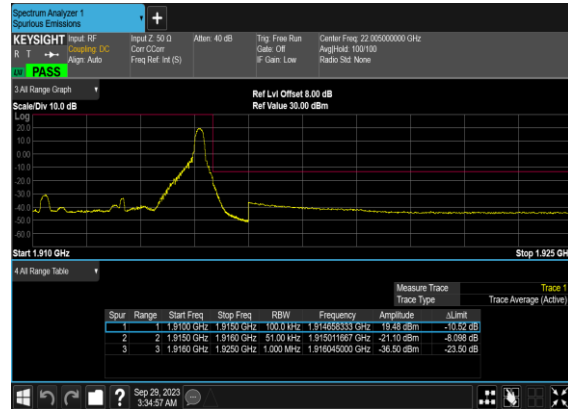 Spectrum Analyzer 1
Spurious Emissions
+
KEYSIGHT Input: RF Input Z: 50 Ω Atten: 40 dB Trig: Free Run Center Freq: 22.005000000 GHz
R T Coupling: DC Corr CCorr Gate: Off Avg|Hold: 100/100
Align: Auto Freq Ref: Int (S) IF Gain: Low Radio Std: None
LW PASS
3 All Range Graph
Ref Lvl Offset 8.00 dB
Scale/Div 10.0 dB Ref Value 30.00 dBm
Log
20.0
10.0
0.00
-10.0
-20.0
-30.0
-40.0
-50.0
-60.0
Start 1.910 GHz Stop 1.925 GH
4 All Range Table
Measure Trace Trace 1
Trace Type Trace Average (Active)
Spur Range Start Freq Stop Freq RBW Frequency Amplitude ΔLimit
1 1 1.9100 GHz 1.9150 GHz 100.0 kHz 1.914658333 GHz 19.48 dBm -10.52 dB
2 2 1.9150 GHz 1.9160 GHz 51.00 kHz 1.915011667 GHz -21.10 dBm -8.098 dB
3 3 1.9160 GHz 1.9250 GHz 1.000 MHz 1.916045000 GHz -36.50 dBm -23.50 dB
? Sep 29, 2023
3:34:57 AM